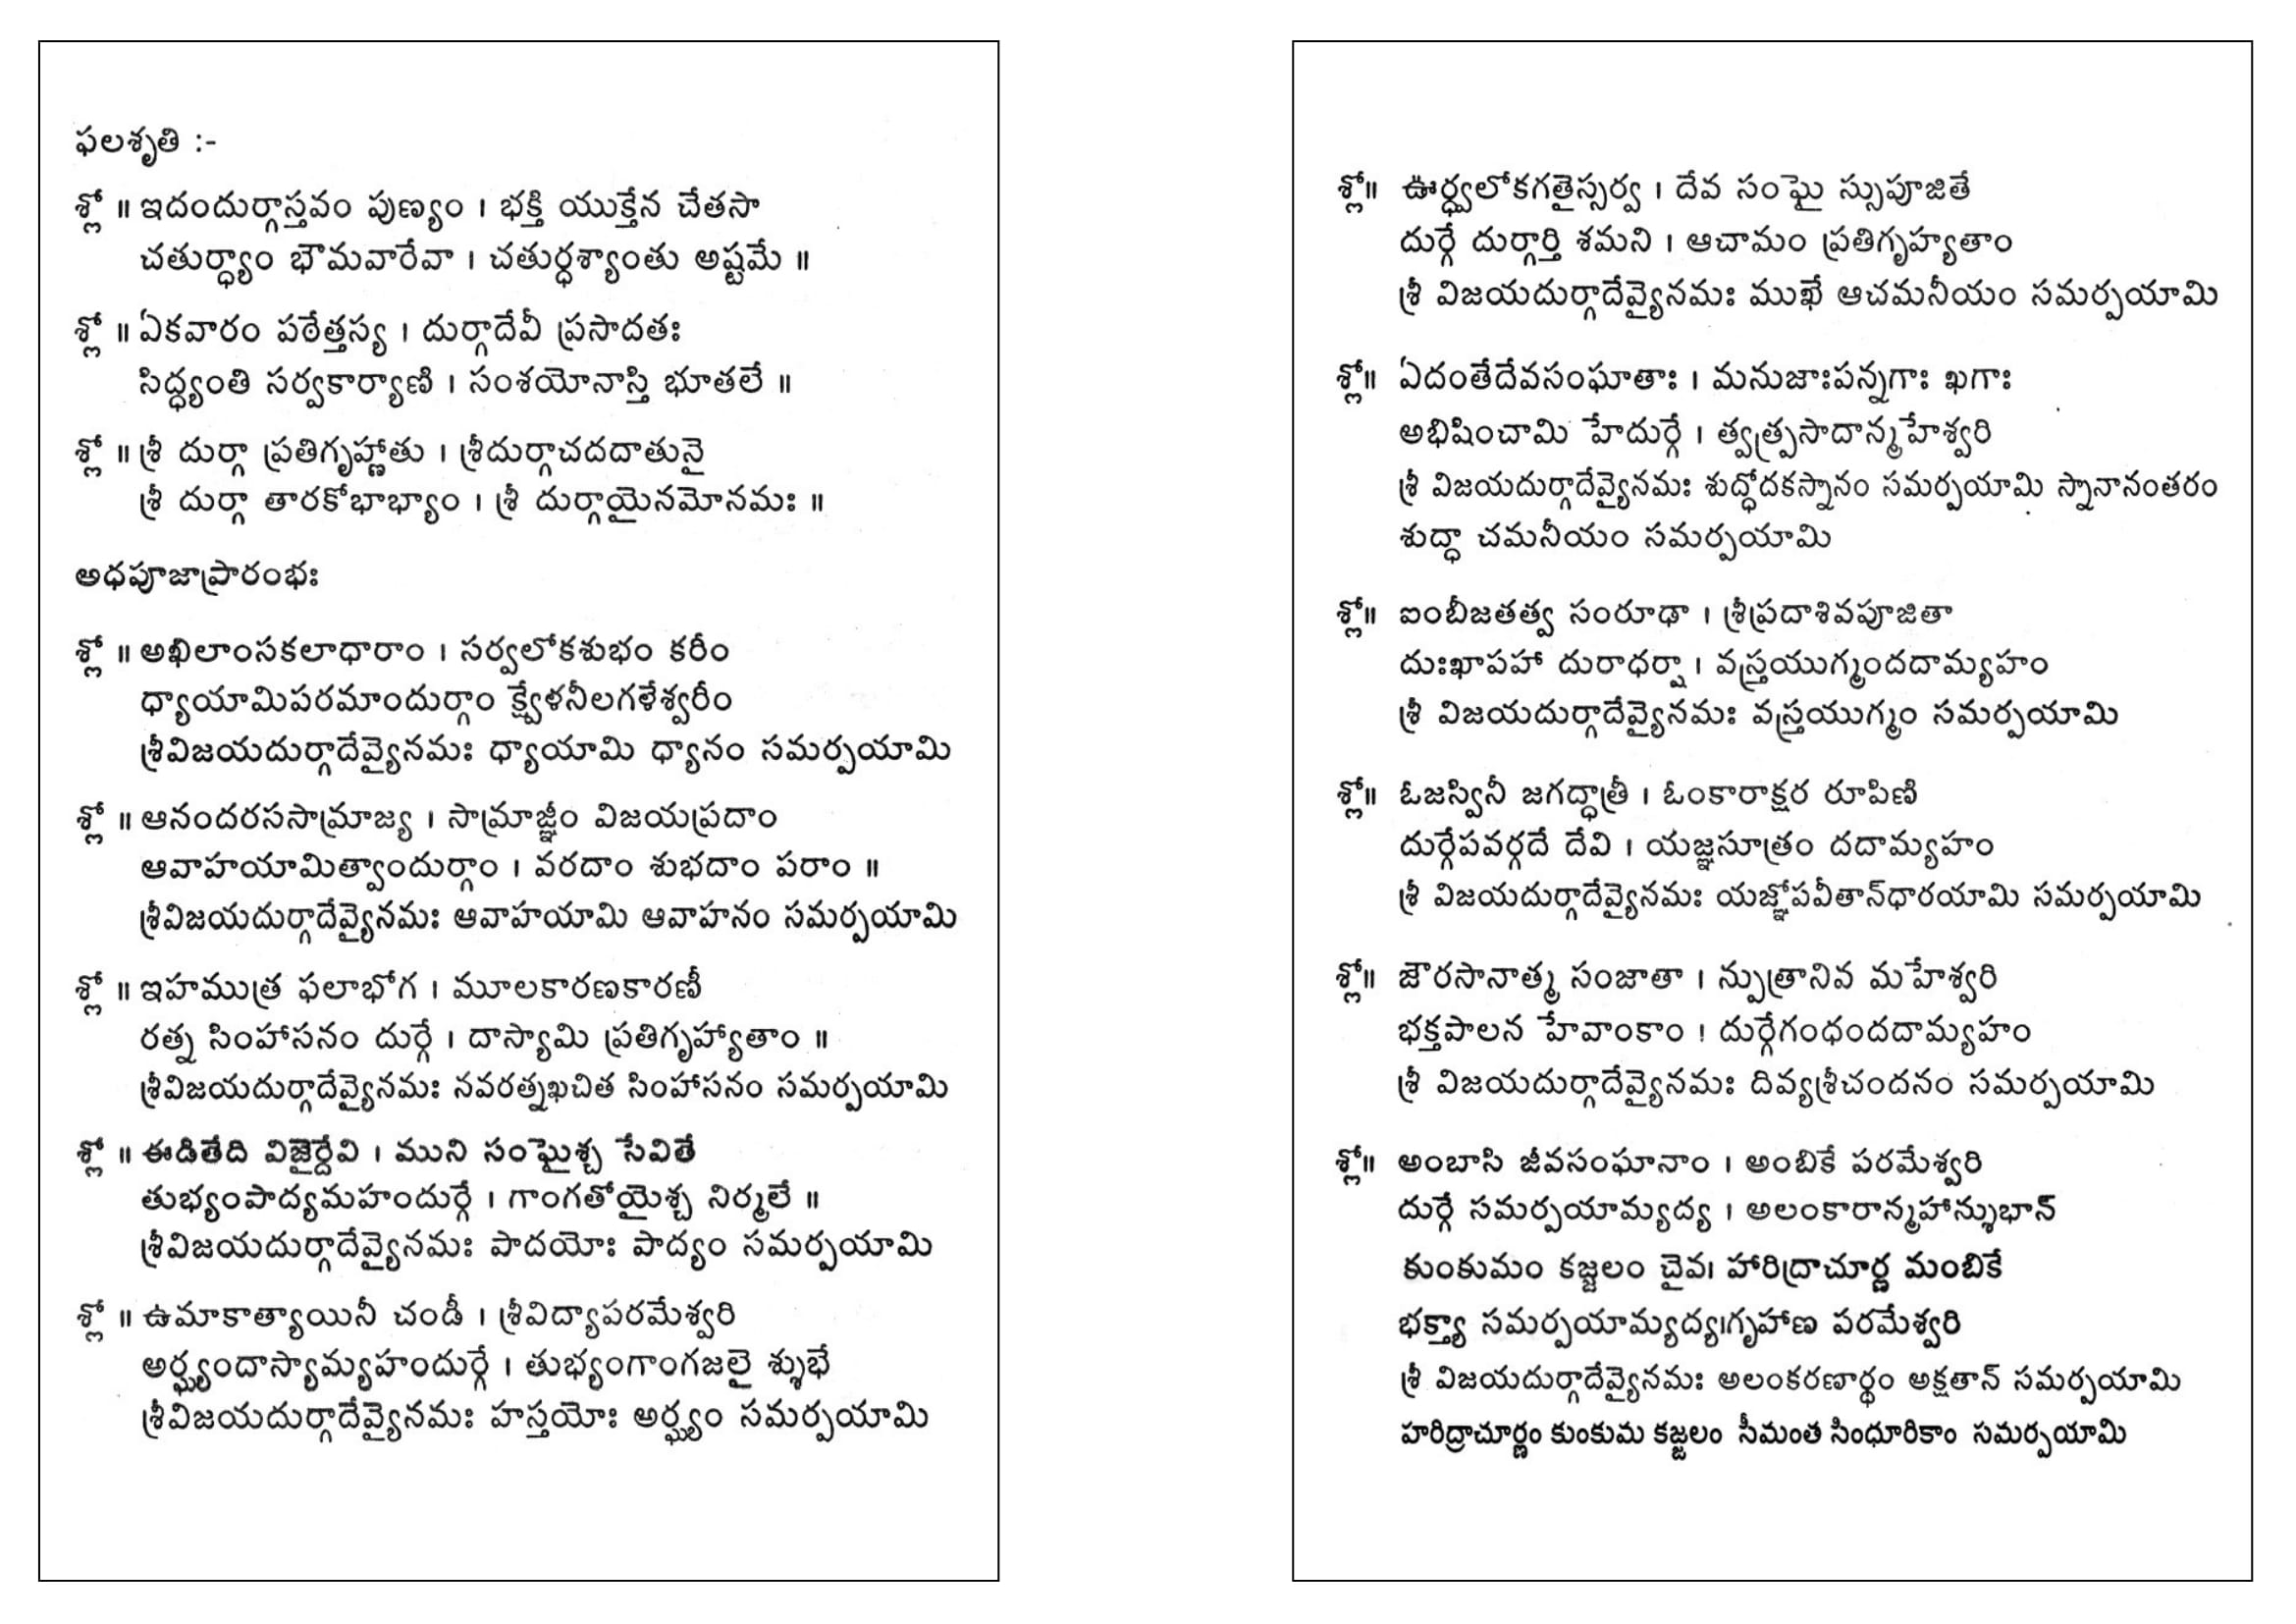 ఫలశృతి :-
శ్లో ॥ ఇదందుర్గాస్తవం పుణ్యం । భక్తి యుక్తేన చేతసా
చతుర్ధ్యాం భౌమవారేవా । చతుర్ధశ్యాంతు అష్టమే ॥
శ్లో ॥ ఏకవారం పఠేత్తస్య । దుర్గాదేవీ ప్రసాదతః
సిద్ధ్యంతి సర్వకార్యాణి । సంశయోనాస్తి భూతలే ॥
శ్లో ॥ శ్రీ దుర్గా ప్రతిగృహ్ణాతు । శ్రీదుర్గాచదదాతునై
శ్రీ దుర్గా తారకోభాభ్యాం । శ్రీ దుర్గాయైనమోనమః ॥
అధపూజాప్రారంభః
శ్లో ॥ అఖిలాంసకలాధారాం । సర్వలోకశుభం కరీం
ధ్యాయామిపరమాందుర్గాం క్ష్వేళనీలగళేశ్వరీం
శ్రీవిజయదుర్గాదేవ్యైనమః ధ్యాయామి ధ్యానం సమర్పయామి
శ్లో ॥ ఆనందరససామ్రాజ్య । సామ్రాజ్ఞీం విజయప్రదాం
ఆవాహయామిత్వాందుర్గాం । వరదాం శుభదాం పరాం ॥
శ్రీవిజయదుర్గాదేవ్యైనమః ఆవాహయామి ఆవాహనం సమర్పయామి
శ్లో ॥ ఇహముత్ర ఫలాభోగ । మూలకారణకారణీ
రత్న సింహాసనం దుర్గే । దాస్యామి ప్రతిగృహ్యాతాం ॥
శ్రీవిజయదుర్గాదేవ్యైనమః నవరత్నఖచిత సింహాసనం సమర్పయామి
శ్లో ॥ ఈడితేది విజైర్దేవి । ముని సంఘైశ్చ సేవితే
తుభ్యంపాద్యమహందుర్గే । గాంగతోయైశ్చ నిర్మలే ॥
శ్రీవిజయదుర్గాదేవ్యైనమః పాదయోః పాద్యం సమర్పయామి
శ్లో ॥ ఉమాకాత్యాయినీ చండీ । శ్రీవిద్యాపరమేశ్వరి
అర్ఘ్యందాస్యామ్యహందుర్గే । తుభ్యంగాంగజలై శ్శుభే
శ్రీవిజయదుర్గాదేవ్యైనమః హస్తయోః అర్ఘ్యం సమర్పయామి
శ్లో॥ ఊర్ధ్వలోకగతైస్సర్వ । దేవ సంఘై స్సుపూజితే
దుర్గే దుర్గార్తి శమని । ఆచామం ప్రతిగృహ్యతాం
శ్రీ విజయదుర్గాదేవ్యైనమః ముఖే ఆచమనీయం సమర్పయామి
శ్లో॥ ఏదంతేదేవసంఘాతాః । మనుజాఃపన్నగాః ఖగాః
అభిషించామి హేదుర్గే । త్వత్ప్రసాదాన్మహేశ్వరి
శ్రీ విజయదుర్గాదేవ్యైనమః శుద్ధోదకస్నానం సమర్పయామి స్నానానంతరం
శుద్ధా చమనీయం సమర్పయామి
శ్లో॥ ఐంబీజతత్వ సంరూఢా । శ్రీప్రదాశివపూజితా
దుఃఖాపహా దురాధర్షా । వస్త్రయుగ్మందదామ్యహం
శ్రీ విజయదుర్గాదేవ్యైనమః వస్త్రయుగ్మం సమర్పయామి
శ్లో॥ ఓజస్వినీ జగద్ధాత్రీ । ఓంకారాక్షర రూపిణి
దుర్గేపవర్గదే దేవి । యజ్ఞసూత్రం దదామ్యహం
శ్రీ విజయదుర్గాదేవ్యైనమః యజ్ఞోపవీతాన్‌ధారయామి సమర్పయామి
శ్లో॥ జౌరసానాత్మ సంజాతా । న్పుత్రానివ మహేశ్వరి
భక్తపాలన హేవాంకాం । దుర్గేగంధందదామ్యహం
శ్రీ విజయదుర్గాదేవ్యైనమః దివ్యశ్రీచందనం సమర్పయామి
శ్లో॥ అంబాసి జీవసంఘానాం । అంబికే పరమేశ్వరి
దుర్గే సమర్పయామ్యద్య । అలంకారాన్మహాన్శుభాన్
కుంకుమం కజ్జలం చైవ। హారిద్రాచూర్ణ మంబికే
భక్త్యా సమర్పయామ్యద్య।గృహాణ పరమేశ్వరి
శ్రీ విజయదుర్గాదేవ్యైనమః అలంకరణార్థం అక్షతాన్ సమర్పయామి
హరిద్రాచూర్ణం కుంకుమ కజ్జలం సీమంత సింధూరికాం సమర్పయామి